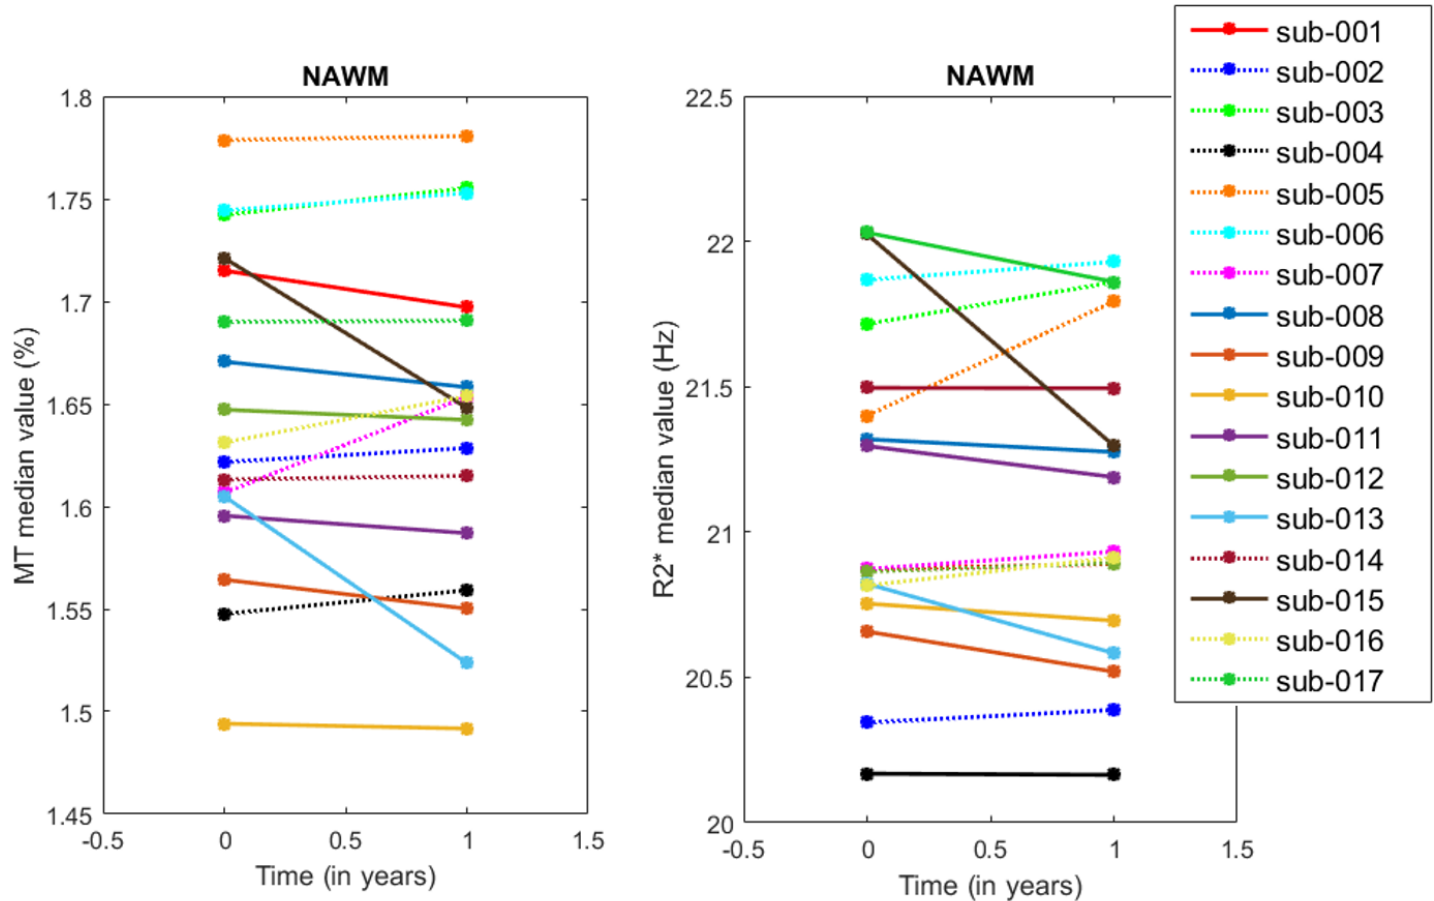 NAWM
1.8
1.75
1.7
1.65
1.6
1.55
1.5
1.45
-0.5
0
0.5
1
1.5
MT median value (%)
Time (in years)
NAWM
22.5
22
21.5
21
20.5
20
-0.5
0
0.5
1
1.5
R2* median value (Hz)
Time (in years)
sub-001
sub-002
sub-003
sub-004
sub-005
sub-006
sub-007
sub-008
sub-009
sub-010
sub-011
sub-012
sub-013
sub-014
sub-015
sub-016
sub-017